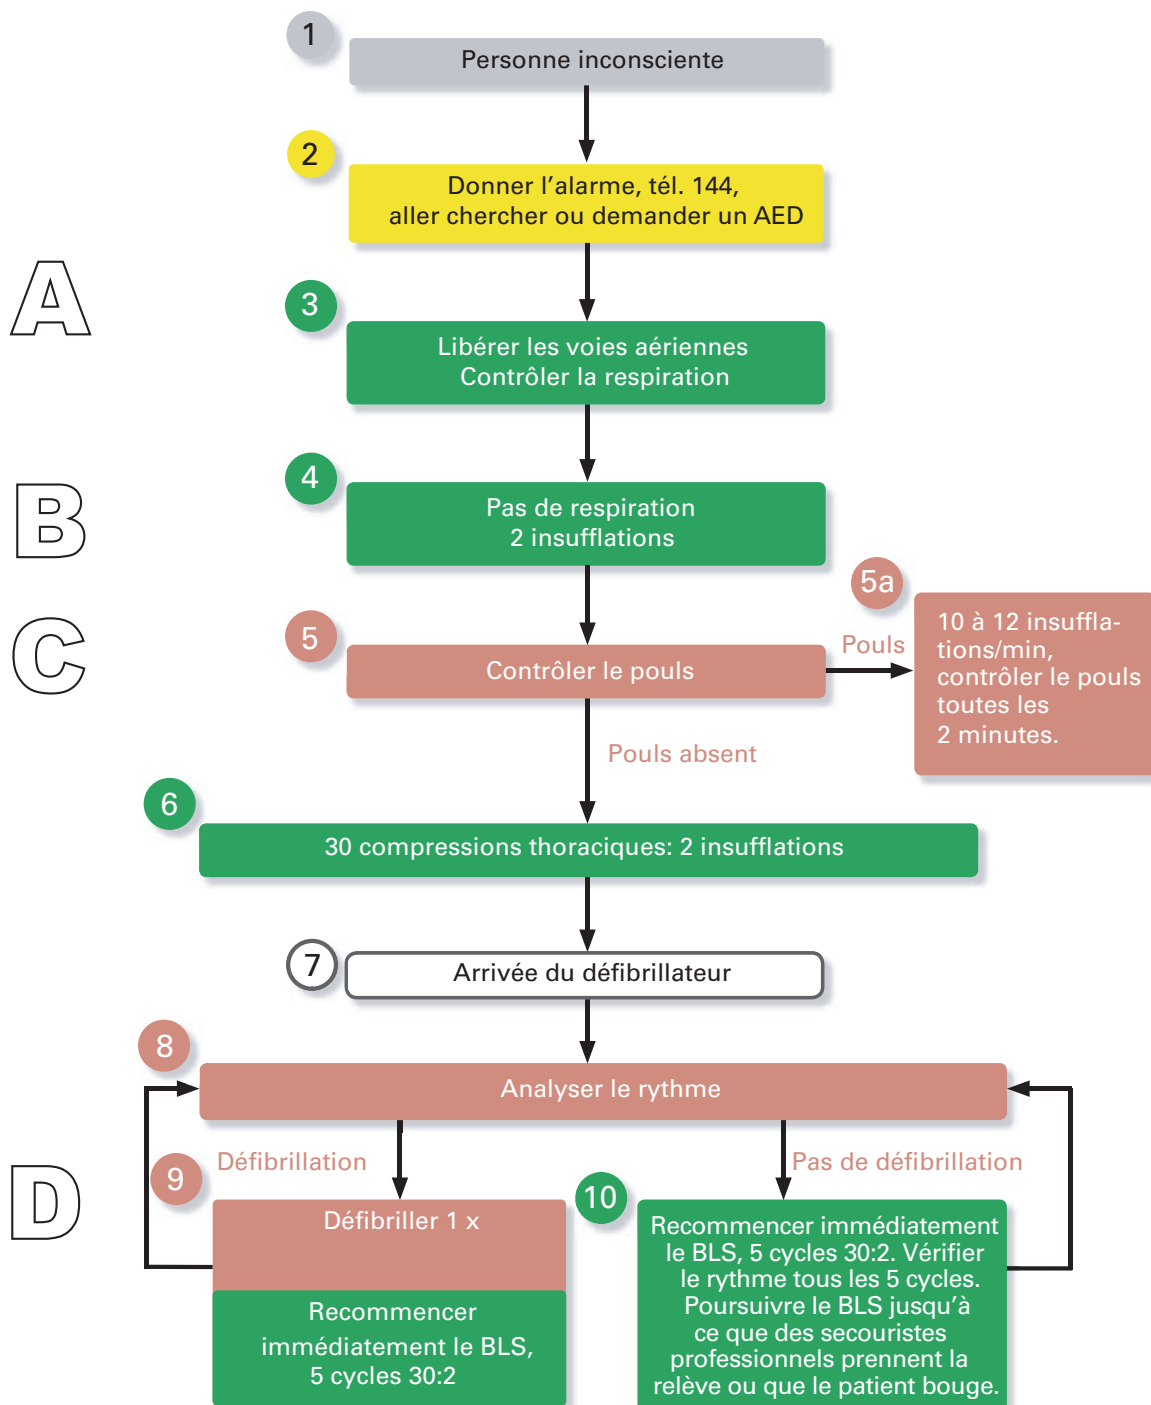 1
Personne inconsciente
2
Donner l’alarme, tél. 144,
aller chercher ou demander un AED
A
3
Libérer les voies aériennes
Contrôler la respiration
B
4
Pas de respiration
2 insufflations
C
5
Contrôler le pouls
Pouls
5a
10 à 12 insuffla-
tions/min,
contrôler le pouls
toutes les
2 minutes.
Pouls absent
6
30 compressions thoraciques: 2 insufflations
7
Arrivée du défibrillateur
8
Analyser le rythme
D
Défibrillation
9
Défibriller 1 x
Recommencer
immédiatement le BLS,
5 cycles 30:2
Pas de défibrillation
10
Recommencer immédiatement
le BLS, 5 cycles 30:2. Vérifier
le rythme tous les 5 cycles.
Poursuivre le BLS jusqu’à
ce que des secouristes
professionnels prennent la
relève ou que le patient bouge.